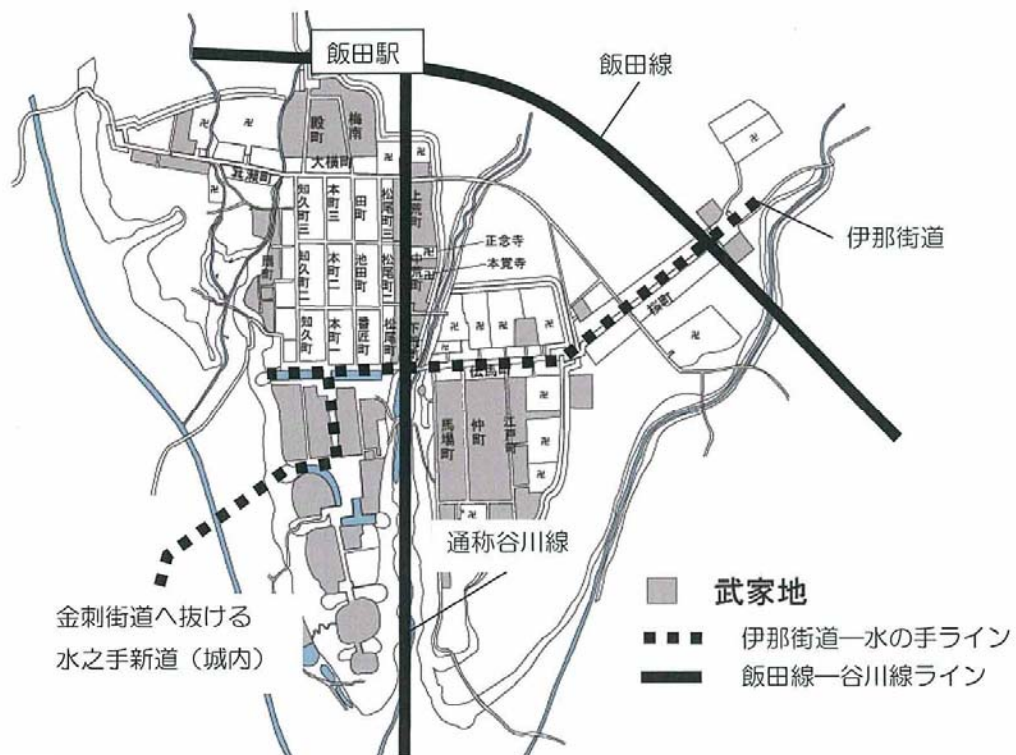 飯田駅
飯田線
伊那街道
殿町
梅南
大横町
箕瀬町
知久町三
本町三
田町
松尾町三
上荒町
正念寺
本覚寺
知久町二
本町二
池田町
松尾町二
中荒町
桜町
知久町一
本町一
番匠町
松尾町一
伝馬町
馬場町
仲町
江戸町
通称谷川線
金刺街道へ抜ける
水之手新道（城内）
武家地
伊那街道―水の手ライン
飯田線―谷川線ライン